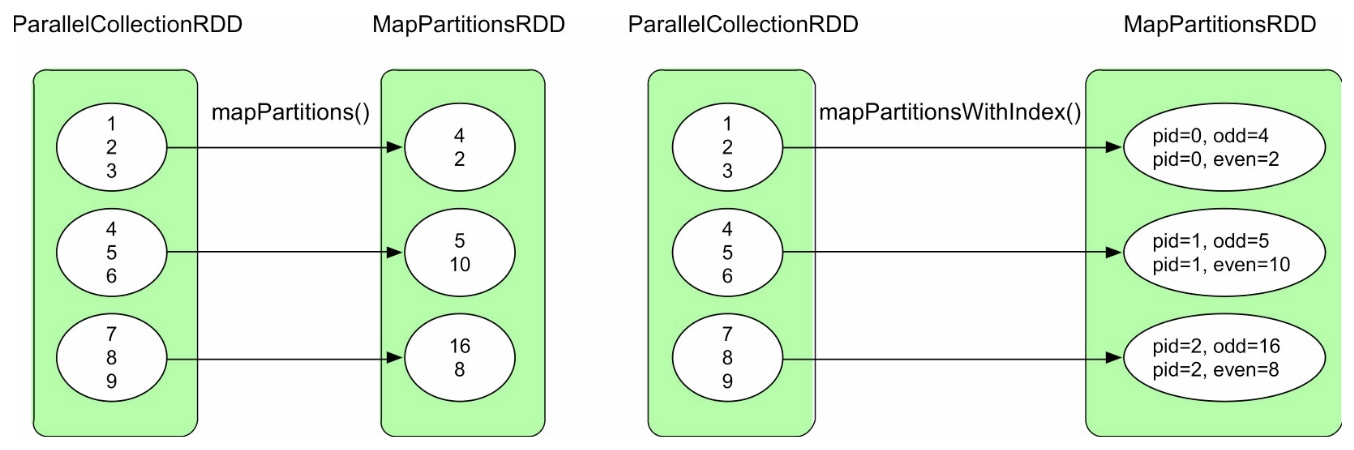 ParallelCollectionRDD
MapPartitionsRDD
mapPartitions()
1
2
3
4
2
4
5
6
5
10
7
8
9
16
8
ParallelCollectionRDD
MapPartitionsRDD
mapPartitionsWithIndex()
1
2
3
pid=0, odd=4
pid=0, even=2
4
5
6
pid=1, odd=5
pid=1, even=10
7
8
9
pid=2, odd=16
pid=2, even=8